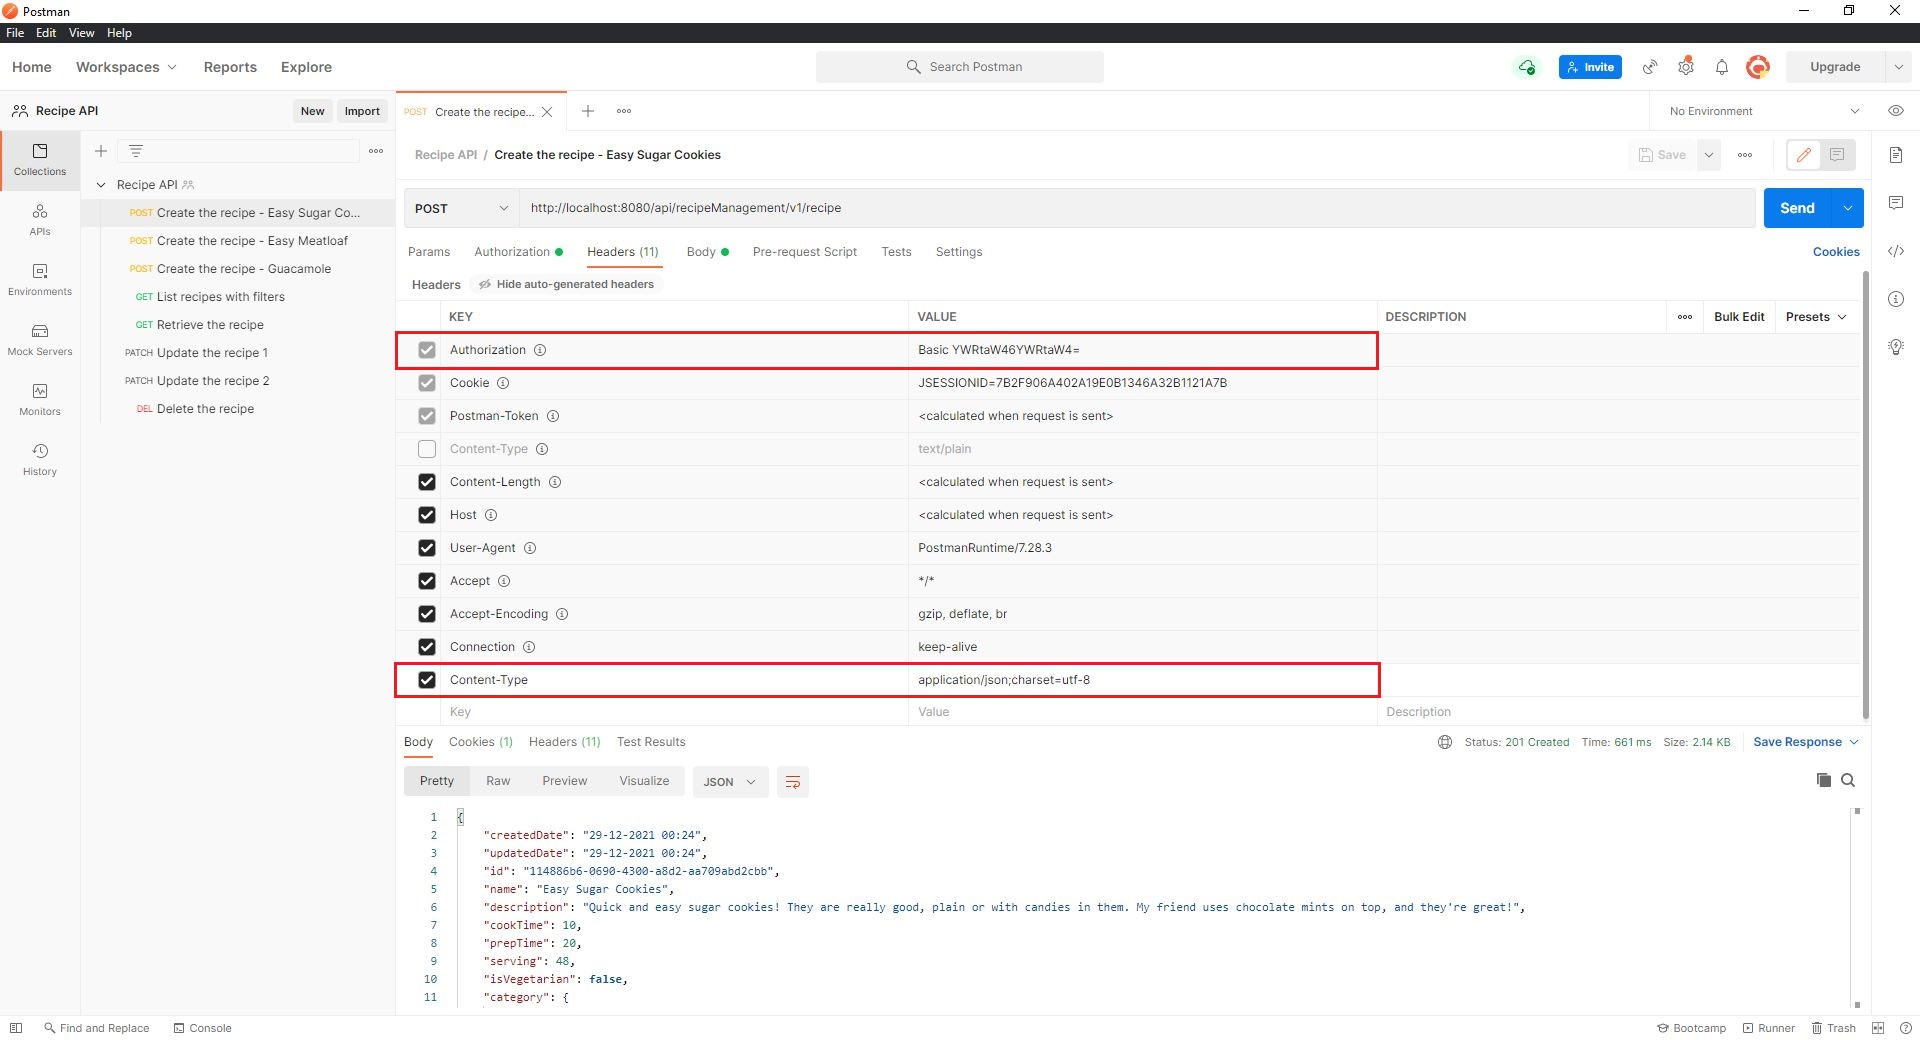 Postman
File Edit View Help
Home Workspaces Reports Explore Search Postman Invite Upgrade
Recipe API New Import POST Create the recipe... No Environment
Collections
APIs
Environments
Mock Servers
Monitors
History
Recipe API
POST Create the recipe - Easy Sugar Co...
POST Create the recipe - Easy Meatloaf
POST Create the recipe - Guacamole
GET List recipes with filters
GET Retrieve the recipe
PATCH Update the recipe 1
PATCH Update the recipe 2
DEL Delete the recipe
Recipe API / Create the recipe - Easy Sugar Cookies Save
POST http://localhost:8080/api/recipeManagement/v1/recipe Send
Params Authorization Headers (11) Body Pre-request Script Tests Settings Cookies
Headers Hide auto-generated headers
KEY VALUE DESCRIPTION Bulk Edit Presets
Authorization Basic YWRtaW46YWRtaW4=
Cookie JSESSIONID=7B2F906A402A19E0B1346A32B1121A7B
Postman-Token <calculated when request is sent>
Content-Type text/plain
Content-Length <calculated when request is sent>
Host <calculated when request is sent>
User-Agent PostmanRuntime/7.28.3
Accept */*
Accept-Encoding gzip, deflate, br
Connection keep-alive
Content-Type application/json;charset=utf-8
Key Value Description
Body Cookies (1) Headers (11) Test Results Status: 201 Created Time: 661 ms Size: 2.14 KB Save Response
Pretty Raw Preview Visualize JSON
1 {
2 "createdDate": "29-12-2021 00:24",
3 "updatedDate": "29-12-2021 00:24",
4 "id": "114886b6-0690-4300-a8d2-aa709abd2cbb",
5 "name": "Easy Sugar Cookies",
6 "description": "Quick and easy sugar cookies! They are really good, plain or with candies in them. My friend uses chocolate mints on top, and they're great!",
7 "cookTime": 10,
8 "prepTime": 20,
9 "serving": 48,
10 "isVegetarian": false,
11 "category": {
Find and Replace Console Bootcamp Runner Trash